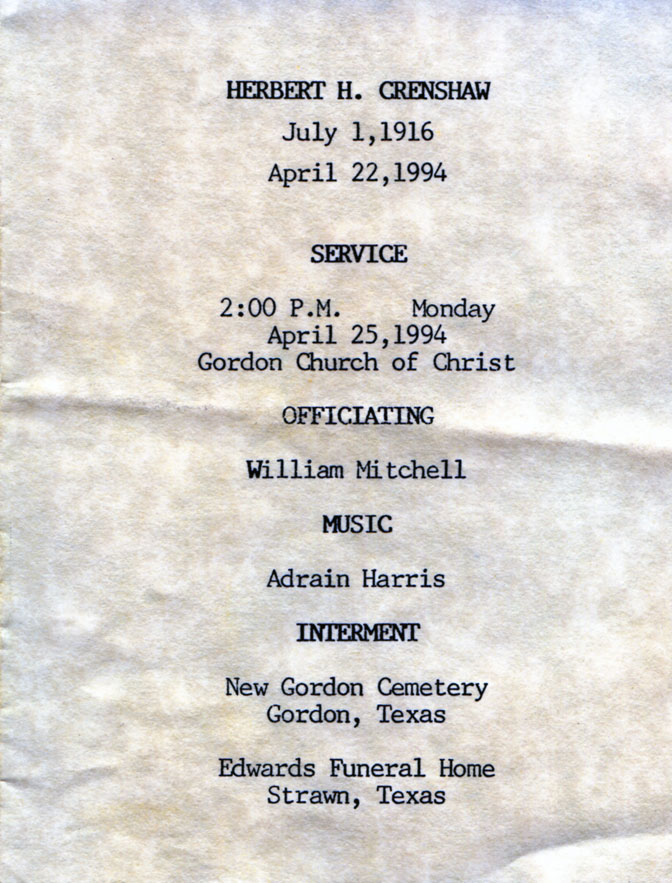 HERBERT H. CRENSHAW
July 1,1916
April 22,1994
SERVICE
2:00 P.M. Monday
April 25,1994
Gordon Church of Christ
OFFICIATING
William Mitchell
MUSIC
Adrain Harris
INTERMENT
New Gordon Cemetery
Gordon, Texas
Edwards Funeral Home
Strawn, Texas